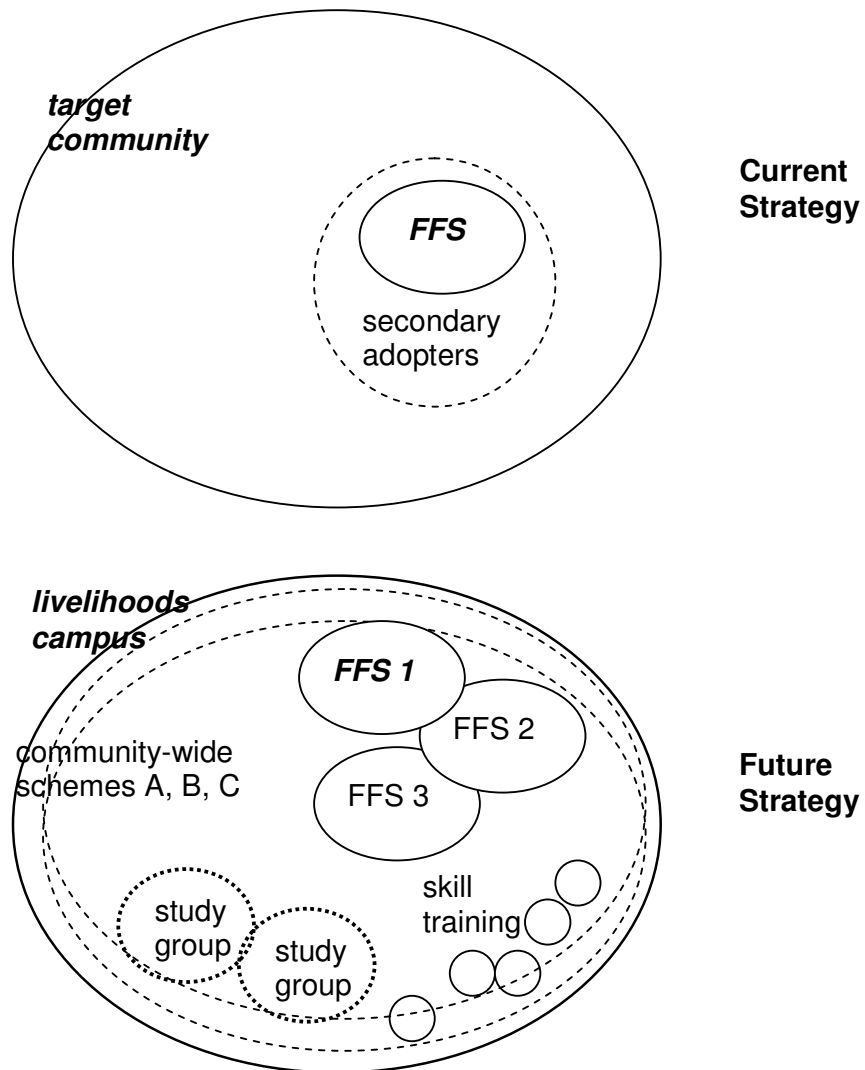 target
community
Current
Strategy
FFS
secondary
adopters
livelihoods
campus
FFS 1
FFS 2
community-wide
schemes A, B, C
Future
Strategy
FFS 3
skill
training
study
group
study
group